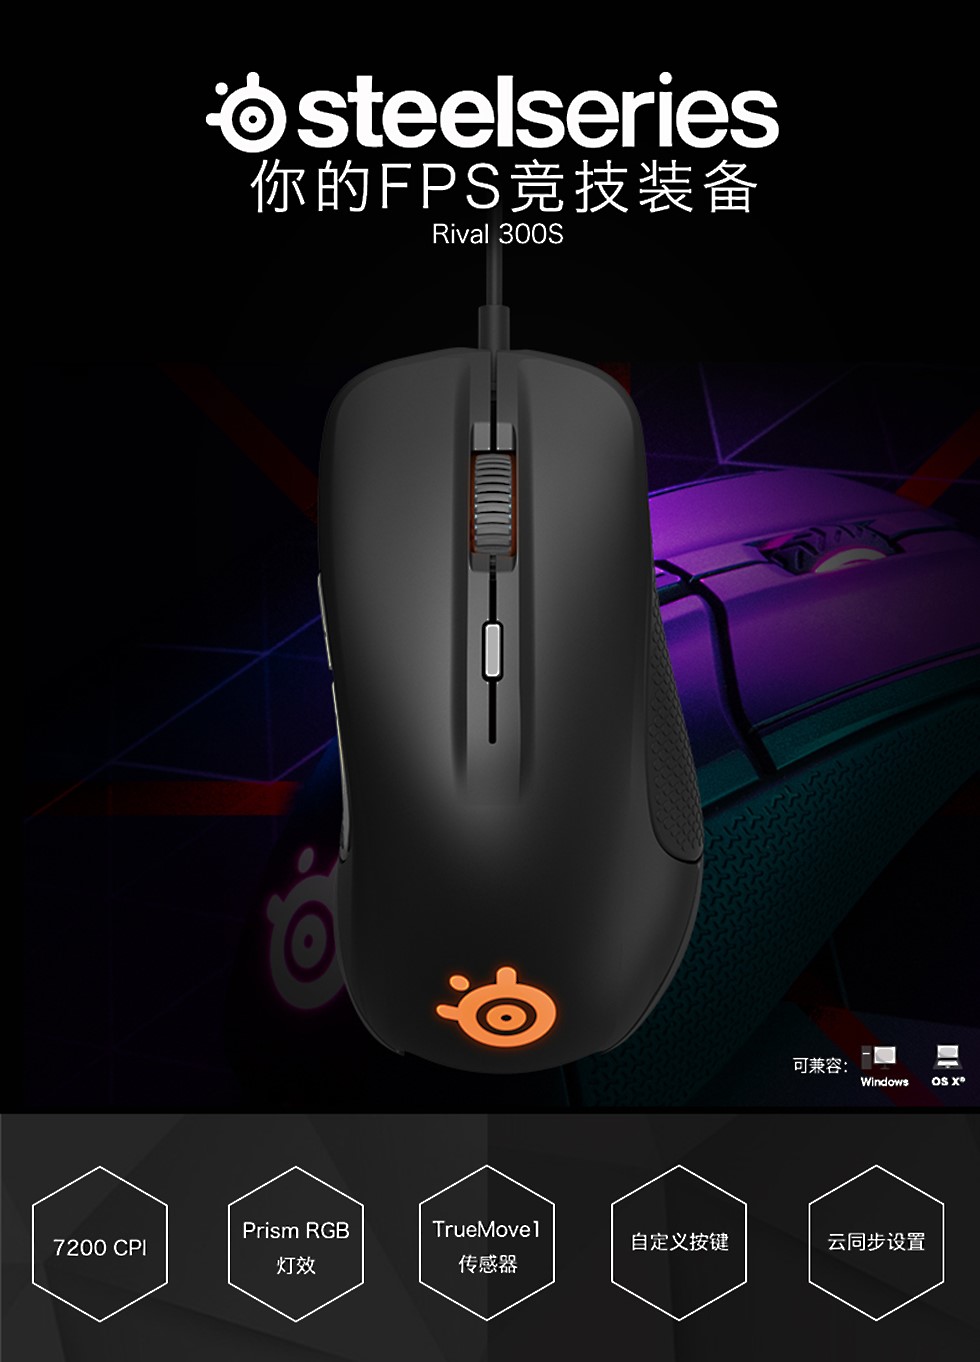 steelseries
你的FPS竞技装备
Rival 300S
可兼容：
Windows
OS X®
7200 CPI
Prism RGB
灯效
TrueMove1
传感器
自定义按键
云同步设置